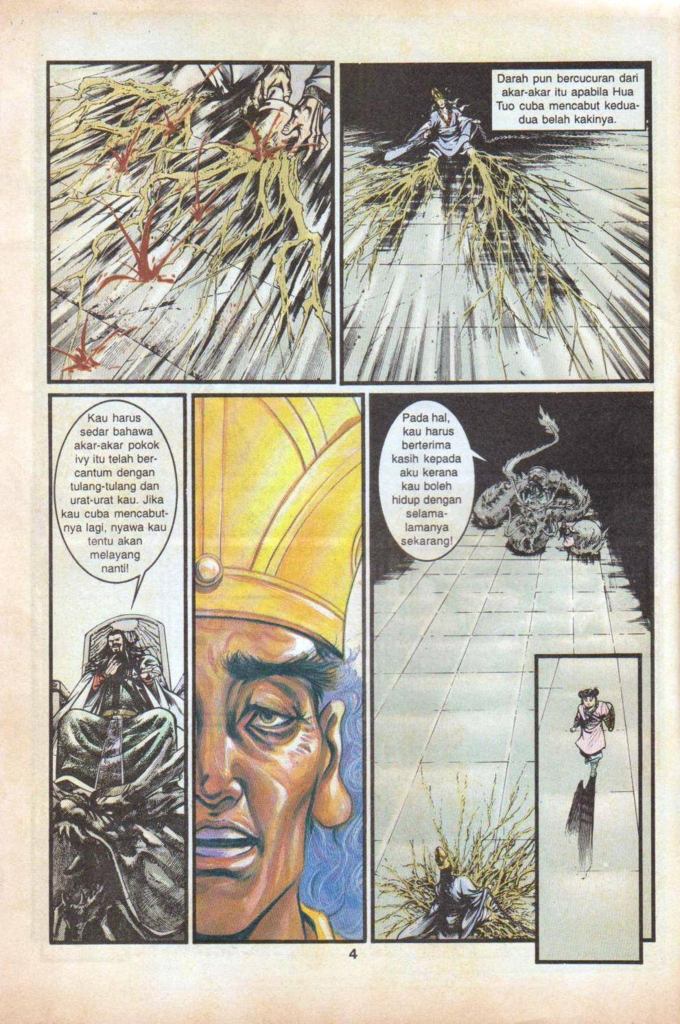 Darah pun bercucuran dari
akar-akar itu apabila Hua
Tuo cuba mencabut kedua-
dua belah kakinya.
Kau harus
sedar bahawa
akar-akar pokok
ivy itu telah ber-
cantum dengan
tulang-tulang dan
urat-urat kau. Jika
kau cuba mencabut-
nya lagi, nyawa kau
tentu akan
melayang
nanti!
Pada hal,
kau harus
berterima
kasih kepada
aku kerana
kau boleh
hidup dengan
selama-
lamanya
sekarang!
4